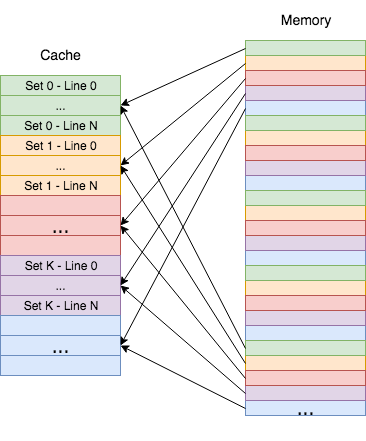 Memory
Cache
Set 0 - Line 0
...
Set 0 - Line N
Set 1 - Line 0
...
Set 1 - Line N
...
Set K - Line 0
...
Set K - Line N
...
...